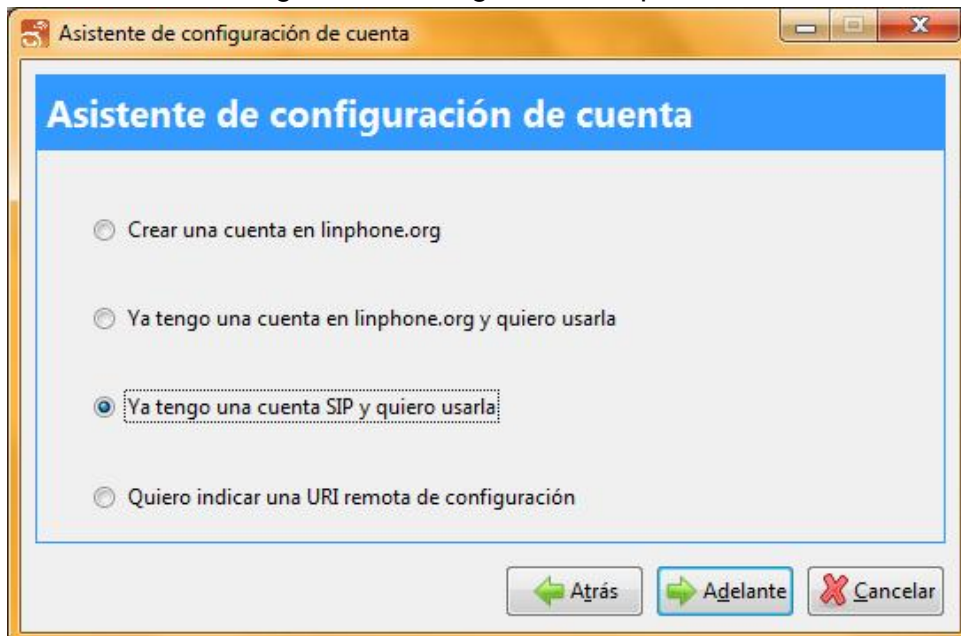 Asistente de configuración de cuenta
Asistente de configuración de cuenta
Crear una cuenta en linphone.org
Ya tengo una cuenta en linphone.org y quiero usarla
Ya tengo una cuenta SIP y quiero usarla
Quiero indicar una URI remota de configuración
Atrás Adelante Cancelar